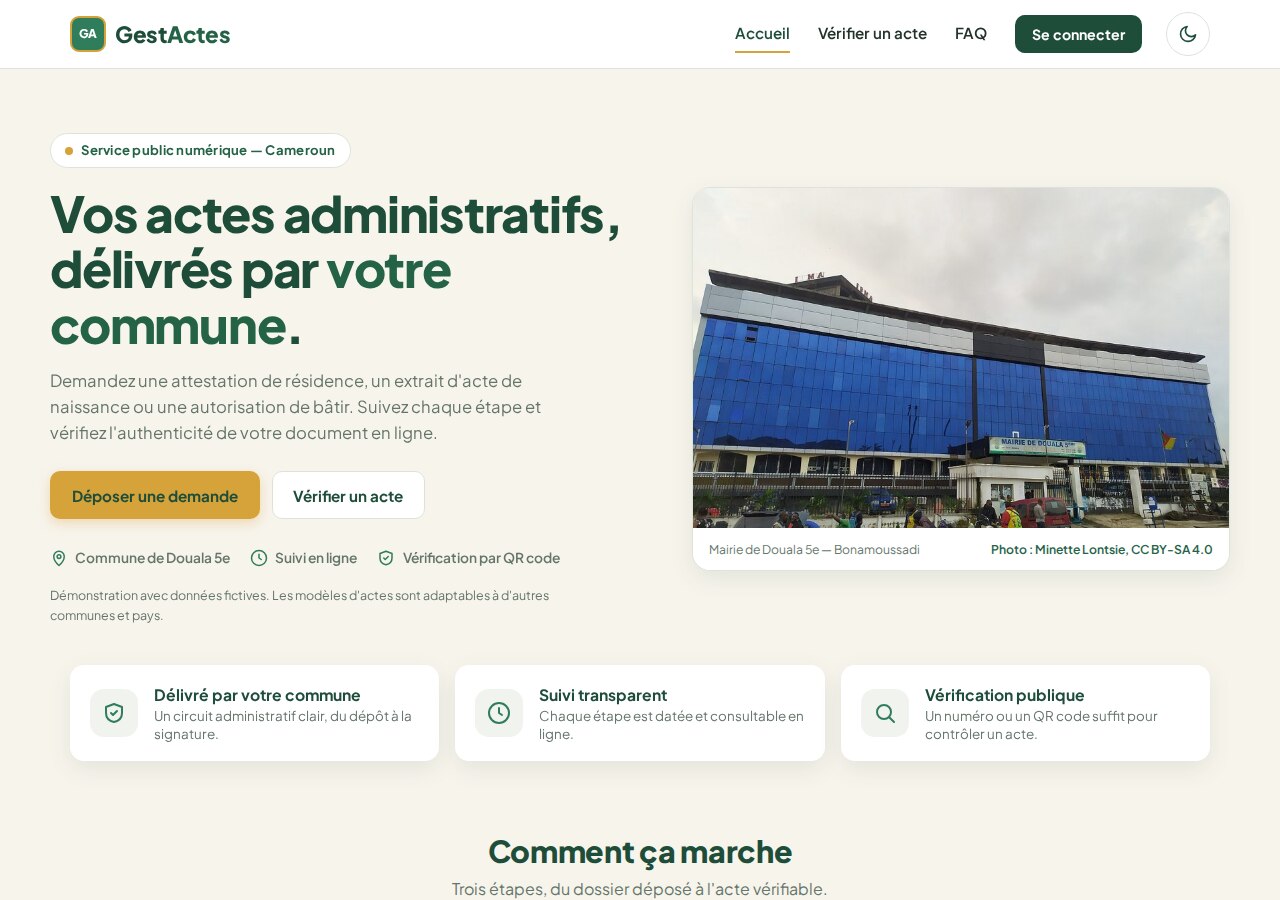 GA
GestActes
Accueil
Vérifier un acte
FAQ
Se connecter
Service public numérique — Cameroun
Vos actes administratifs,
délivrés par votre
commune.
Demandez une attestation de résidence, un extrait d'acte de
naissance ou une autorisation de bâtir. Suivez chaque étape et
vérifiez l'authenticité de votre document en ligne.
Déposer une demande
Vérifier un acte
Commune de Douala 5e
Suivi en ligne
Vérification par QR code
Démonstration avec données fictives. Les modèles d'actes sont adaptables à d'autres
communes et pays.
MAIRIE DE DOUALA 5
Mairie de Douala 5e — Bonamoussadi
Photo : Minette Lontsie, CC BY-SA 4.0
Délivré par votre commune
Un circuit administratif clair, du dépôt à la
signature.
Suivi transparent
Chaque étape est datée et consultable en
ligne.
Vérification publique
Un numéro ou un QR code suffit pour
contrôler un acte.
Comment ça marche
Trois étapes, du dossier déposé à l'acte vérifiable.